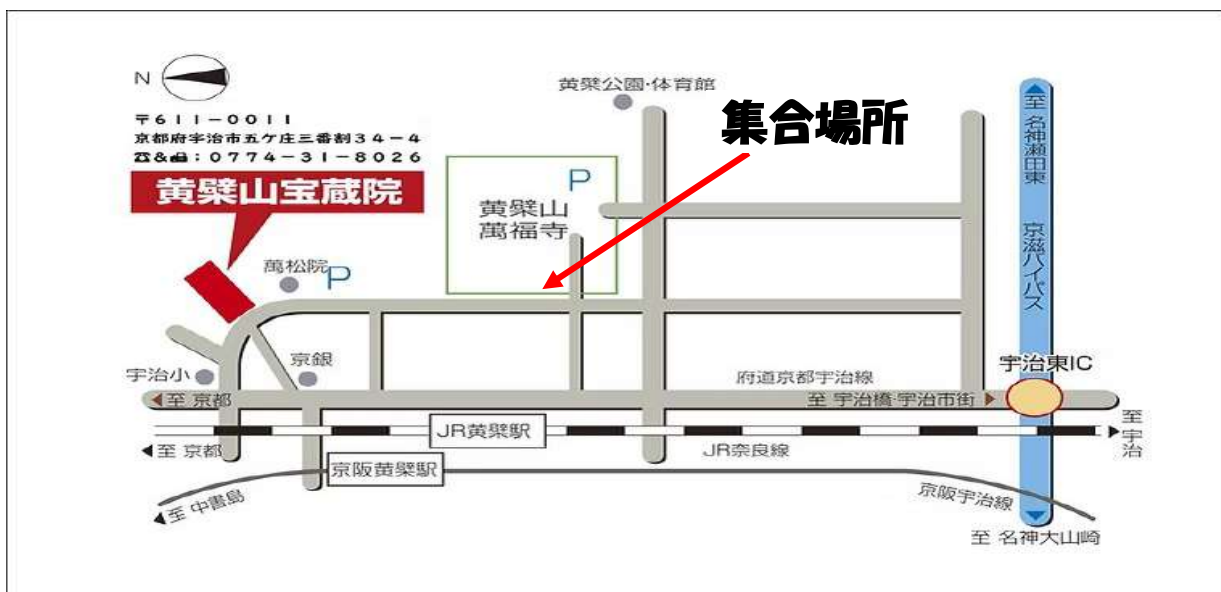 N
〒611-0011
京都府宇治市五ケ庄三番割34-4
☎&📠:0774-31-8026
黄檗山宝蔵院
黄檗公園・体育館
集合場所
P
黄檗山
萬福寺
至 名神瀬田東
京滋バイパス
萬松院
P
宇治小
京銀
府道京都宇治線
宇治東IC
至 京都
至 宇治橋・宇治市街
JR黄檗駅
至 京都
JR奈良線
至 宇治
京阪黄檗駅
至 中書島
京阪宇治線
至 名神大山崎